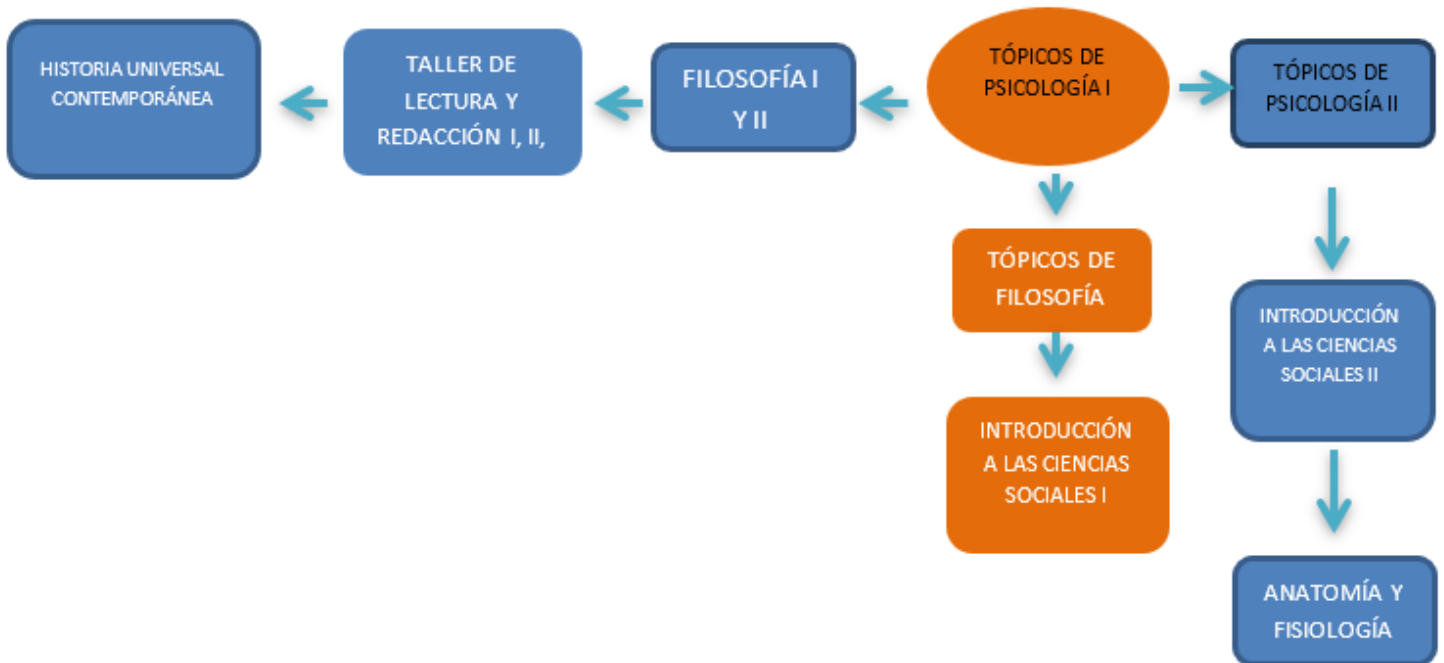 HISTORIA UNIVERSAL
CONTEMPORÁNEA
TALLER DE
LECTURA Y
REDACCIÓN I, II,
FILOSOFÍA I
Y II
TÓPICOS DE
PSICOLOGÍA I
TÓPICOS DE
PSICOLOGÍA II
TÓPICOS DE
FILOSOFÍA
INTRODUCCIÓN
A LAS CIENCIAS
SOCIALES I
INTRODUCCIÓN
A LAS CIENCIAS
SOCIALES II
ANATOMÍA Y
FISIOLOGÍA